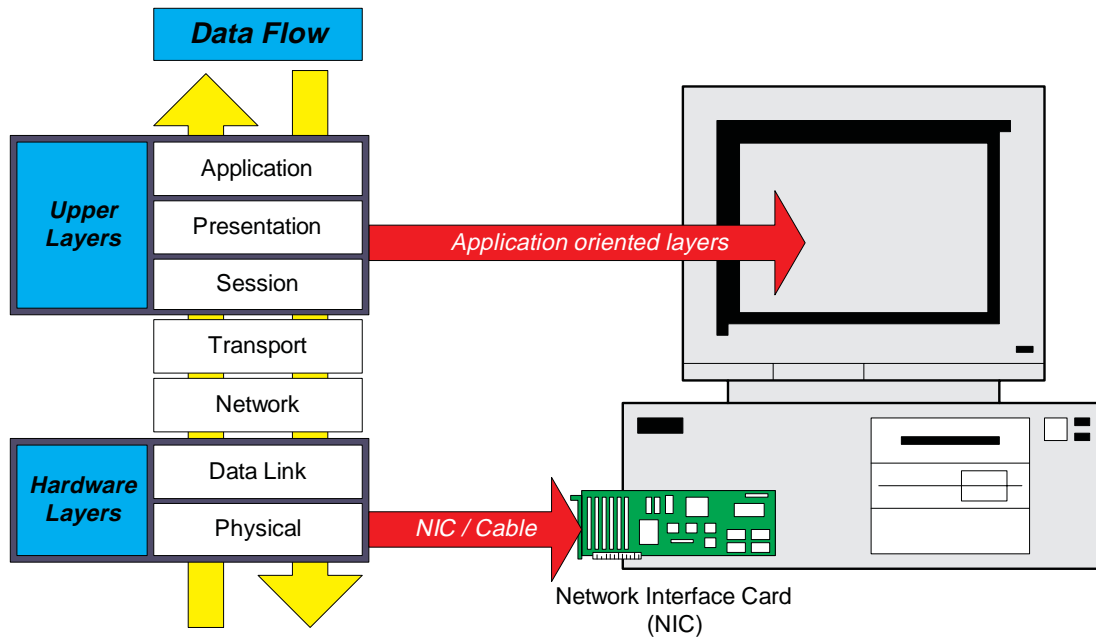 Data Flow
Upper
Layers
Application
Presentation
Session
Application oriented layers
Transport
Network
Hardware
Layers
Data Link
Physical
NIC / Cable
Network Interface Card
(NIC)